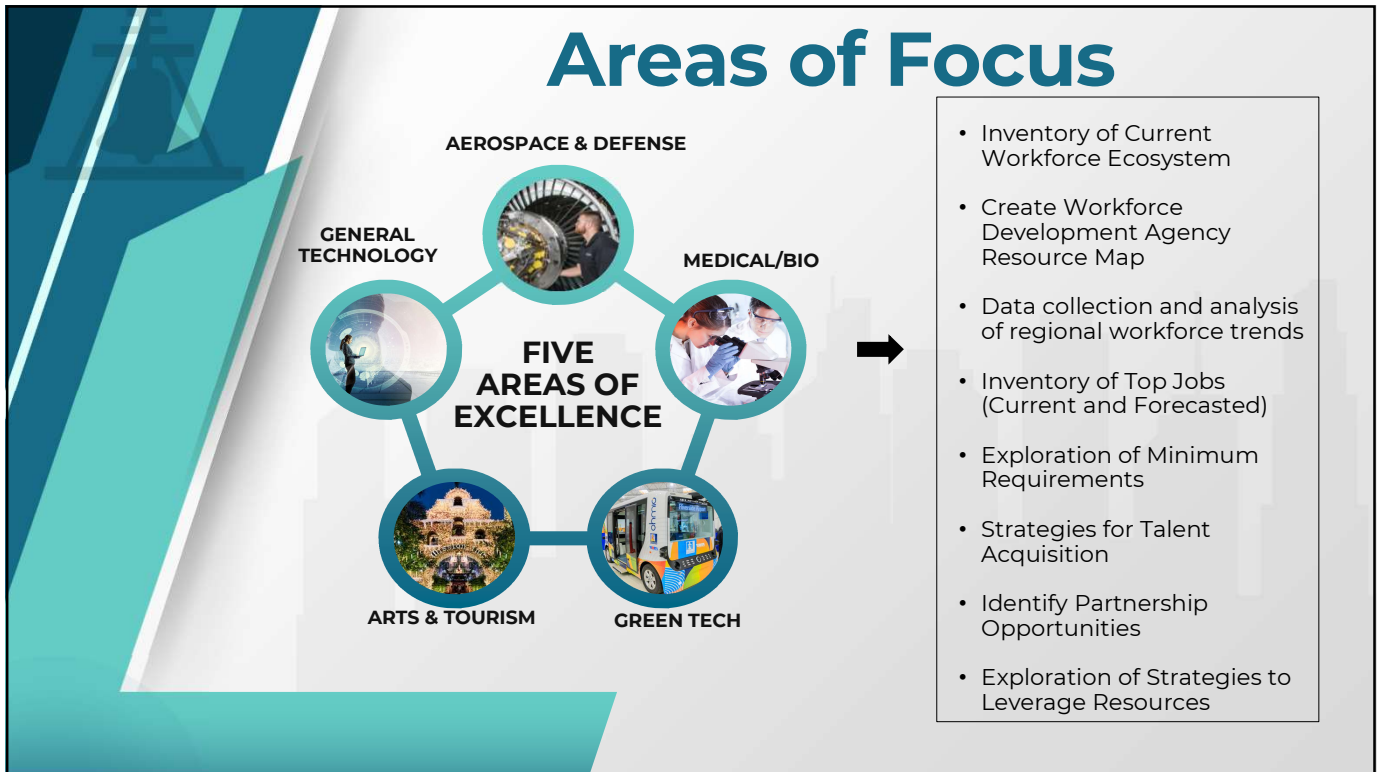 Areas of Focus
AEROSPACE & DEFENSE
GENERAL
TECHNOLOGY
MEDICAL/BIO
FIVE
AREAS OF
EXCELLENCE
ohmio
ARTS & TOURISM
GREEN TECH
• Inventory of Current
Workforce Ecosystem
• Create Workforce
Development Agency
Resource Map
• Data collection and analysis
of regional workforce trends
• Inventory of Top Jobs
(Current and Forecasted)
• Exploration of Minimum
Requirements
• Strategies for Talent
Acquisition
• Identify Partnership
Opportunities
• Exploration of Strategies to
Leverage Resources